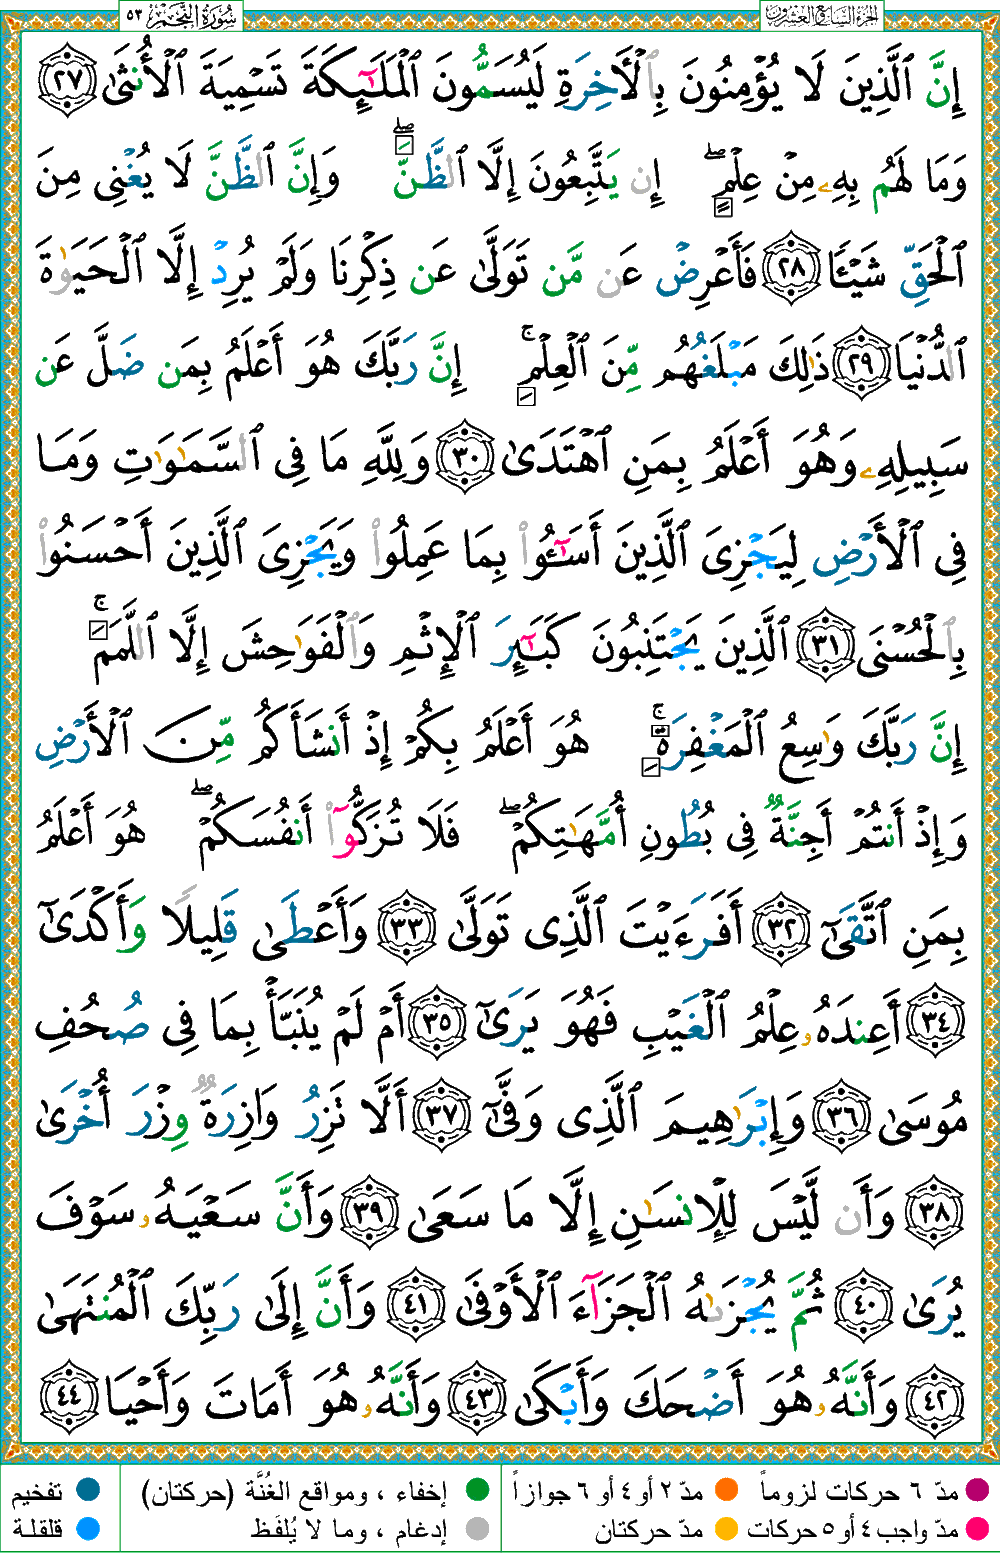 الجزء السابع والعشرون
سُورَةُ النَّجْمِ ٥٣
إِنَّ ٱلَّذِينَ لَا يُؤْمِنُونَ بِٱلْأَخِرَةِ لَيُسَمُّونَ ٱلْمَلَٰٓئِكَةَ تَسْمِيَةَ ٱلْأُنثَىٰ ٢٧
وَمَا لَهُم بِهِۦ مِنْ عِلْمٍ ۖ إِن يَتَّبِعُونَ إِلَّا ٱلظَّنَّ ۖ وَإِنَّ ٱلظَّنَّ لَا يُغْنِى مِنَ
ٱلْحَقِّ شَيْـًٔا ٢٨ فَأَعْرِضْ عَن مَّن تَوَلَّىٰ عَن ذِكْرِنَا وَلَمْ يُرِدْ إِلَّا ٱلْحَيَوٰةَ
ٱلدُّنْيَا ٢٩ ذَٰلِكَ مَبْلَغُهُم مِّنَ ٱلْعِلْمِ ۚ إِنَّ رَبَّكَ هُوَ أَعْلَمُ بِمَن ضَلَّ عَن
سَبِيلِهِۦ وَهُوَ أَعْلَمُ بِمَنِ ٱهْتَدَىٰ ٣٠ وَلِلَّهِ مَا فِى ٱلسَّمَٰوَٰتِ وَمَا
فِى ٱلْأَرْضِ لِيَجْزِىَ ٱلَّذِينَ أَسَٰٓـُٔوا۟ بِمَا عَمِلُوا۟ وَيَجْزِىَ ٱلَّذِينَ أَحْسَنُوا۟
بِٱلْحُسْنَى ٣١ ٱلَّذِينَ يَجْتَنِبُونَ كَبَٰٓئِرَ ٱلْإِثْمِ وَٱلْفَوَٰحِشَ إِلَّا ٱللَّمَمَ ۚ
إِنَّ رَبَّكَ وَٰسِعُ ٱلْمَغْفِرَةِ ۚ هُوَ أَعْلَمُ بِكُمْ إِذْ أَنشَأَكُم مِّنَ ٱلْأَرْضِ
وَإِذْ أَنتُمْ أَجِنَّةٌ فِى بُطُونِ أُمَّهَٰتِكُمْ ۖ فَلَا تُزَكُّوٓا۟ أَنفُسَكُمْ ۖ هُوَ أَعْلَمُ
بِمَنِ ٱتَّقَىٰٓ ٣٢ أَفَرَءَيْتَ ٱلَّذِى تَوَلَّىٰ ٣٣ وَأَعْطَىٰ قَلِيلًا وَأَكْدَىٰٓ
٣٤ أَعِندَهُۥ عِلْمُ ٱلْغَيْبِ فَهُوَ يَرَىٰٓ ٣٥ أَمْ لَمْ يُنَبَّأْ بِمَا فِى صُحُفِ
مُوسَىٰ ٣٦ وَإِبْرَٰهِيمَ ٱلَّذِى وَفَّىٰٓ ٣٧ أَلَّا تَزِرُ وَازِرَةٌ وِزْرَ أُخْرَىٰ
٣٨ وَأَن لَّيْسَ لِلْإِنسَٰنِ إِلَّا مَا سَعَىٰ ٣٩ وَأَنَّ سَعْيَهُۥ سَوْفَ
يُرَىٰ ٤٠ ثُمَّ يُجْزَىٰهُ ٱلْجَزَآءَ ٱلْأَوْفَىٰ ٤١ وَأَنَّ إِلَىٰ رَبِّكَ ٱلْمُنتَهَىٰ
٤٢ وَأَنَّهُۥ هُوَ أَضْحَكَ وَأَبْكَىٰ ٤٣ وَأَنَّهُۥ هُوَ أَمَاتَ وَأَحْيَا ٤٤
مدّ ٦ حركات لزوماً مدّ ٢ أو ٤ أو ٦ جوازاً إخفاء ، ومواقع الغُنَّة (حركتان) تفخيم
مدّ واجب ٤ أو ٥ حركات مدّ حركتان إدغام ، وما لا يُلفَظ قلقلة